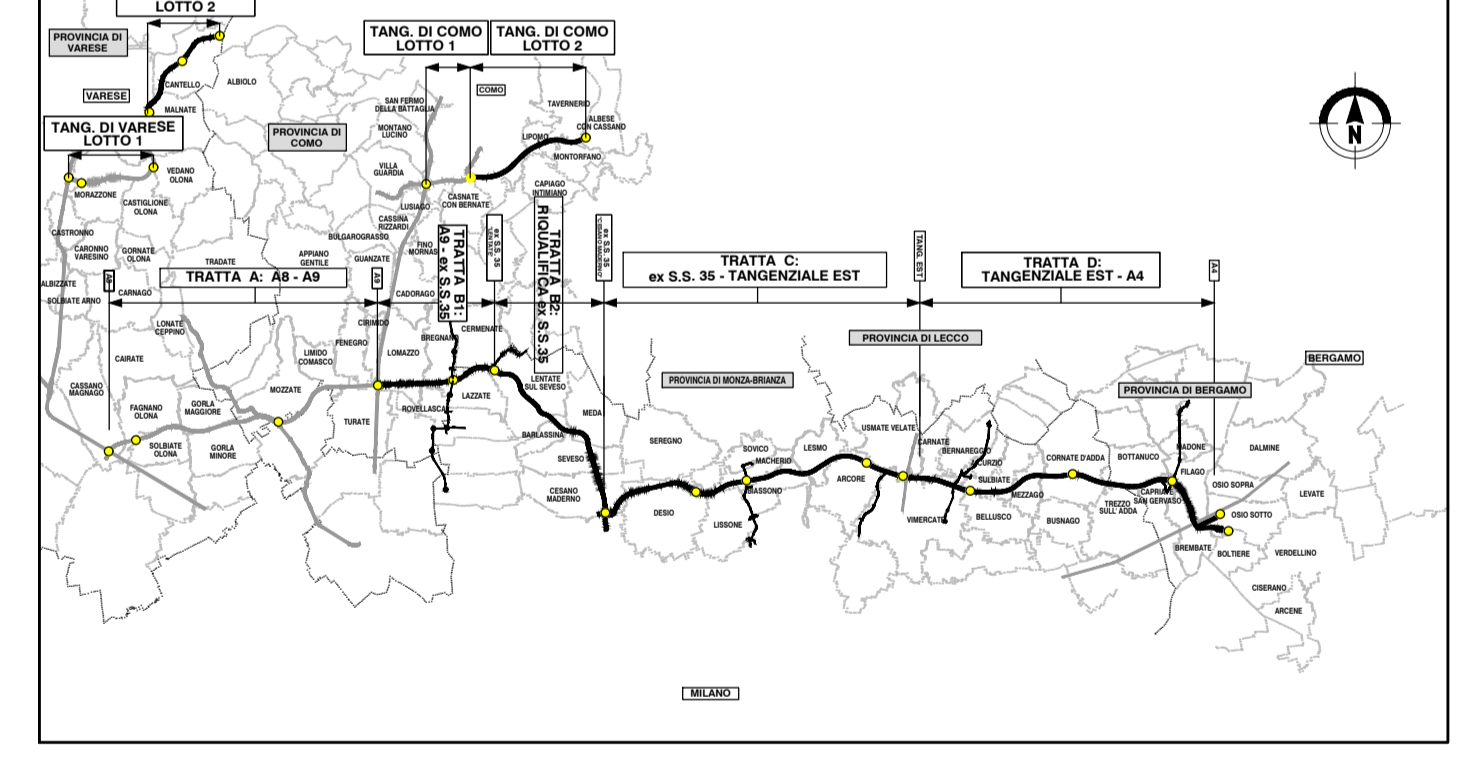 LOTTO 2
PROVINCIA DI
VARESE
CANTELLO
ALBIOLO
VARESE
MALNATE
TANG. DI VARESE
LOTTO 1
PROVINCIA DI
COMO
TANG. DI COMO
LOTTO 1
TANG. DI COMO
LOTTO 2
COMO
SAN FERMO
DELLA BATTAGLIA
MONTANO
LUCINO
TAVERNERIO
ALBESE
CON CASSANO
LIPOMO
MONTORFANO
VILLA
GUARDIA
CAPIAGO
INTIMIANO
N
VEDANO
OLONA
MORAZZONE
CASTIGLIONE
OLONA
LUSIAGO
CASNATE
CON BERNATE
CASSINA
RIZZARDI
BULGAROGRASSO
FINO
MORNAS
CASTRONNO
CARONNO
VARESINO
GORNATE
OLONA
TRADATE
APPIANO
GENTILE
GUANZATE
ALBIZZATE
SOLBIATE ARNO
CARNAGO
A8
TRATTA A: A8 - A9
A9
CADORAGO
TRATTA B1:
A9 - ex S.S.35
ex S.S. 35
"LENTATE"
TRATTA B2:
RIQUALIFICA ex S.S.35
ex S.S. 35
"CESANO MADERNO"
TRATTA C:
ex S.S. 35 - TANGENZIALE EST
TANG. EST
TRATTA D:
TANGENZIALE EST - A4
A4
LONATE
CEPPINO
CIRIMIDO
FENEGRO
LIMIDO
COMASCO
LOMAZZO
BREGNANO
CERMENATE
CAIRATE
CASSANO
MAGNAGO
MOZZATE
FAGNANO
OLONA
GORLA
MAGGIORE
TURATE
ROVELLASCA
LAZZATE
LENTATE
SUL SEVESO
SOLBIATE
OLONA
GORLA
MINORE
BARLASSINA
MEDA
SEVESO
CESANO
MADERNO
PROVINCIA DI LECCO
PROVINCIA DI MONZA-BRIANZA
BERGAMO
PROVINCIA DI BERGAMO
SEREGNO
SOVICO
MACHERIO
LESMO
USMATE VELATE
CARNATE
BERNAREGGIO
CORNATE D'ADDA
BOTTANUCO
MADONE
DALMINE
DESIO
BIASSONO
LISSONE
ARCORE
SULBIATE
MEZZAGO
FILAGO
CAPRIATE
SAN GERVASO
OSIO SOPRA
LEVATE
VIMERCATE
BELLUSCO
BUSNAGO
TREZZO
SULL' ADDA
OSIO SOTTO
BREMBATE
BOLTIERE
VERDELLINO
CISERANO
ARCENE
MILANO